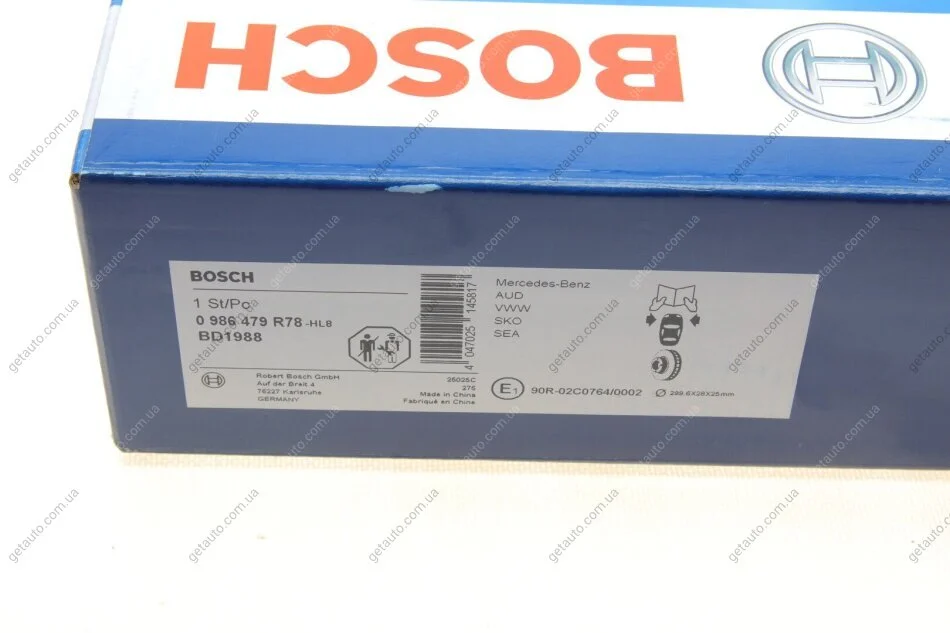 BOSCH
BOSCH
1 St/Pc
0 986 479 R78 -HL8
BD1988
Robert Bosch GmbH
Auf der Breit 4
76227 Karlsruhe
GERMANY
4 047025 145817
25025C
275
Made in China
Fabriqué en Chine
Mercedes-Benz
AUD
VWW
SKO
SEA
E1 90R-02C0764/0002
Ø 299.6X26X25mm
getauto.com.ua